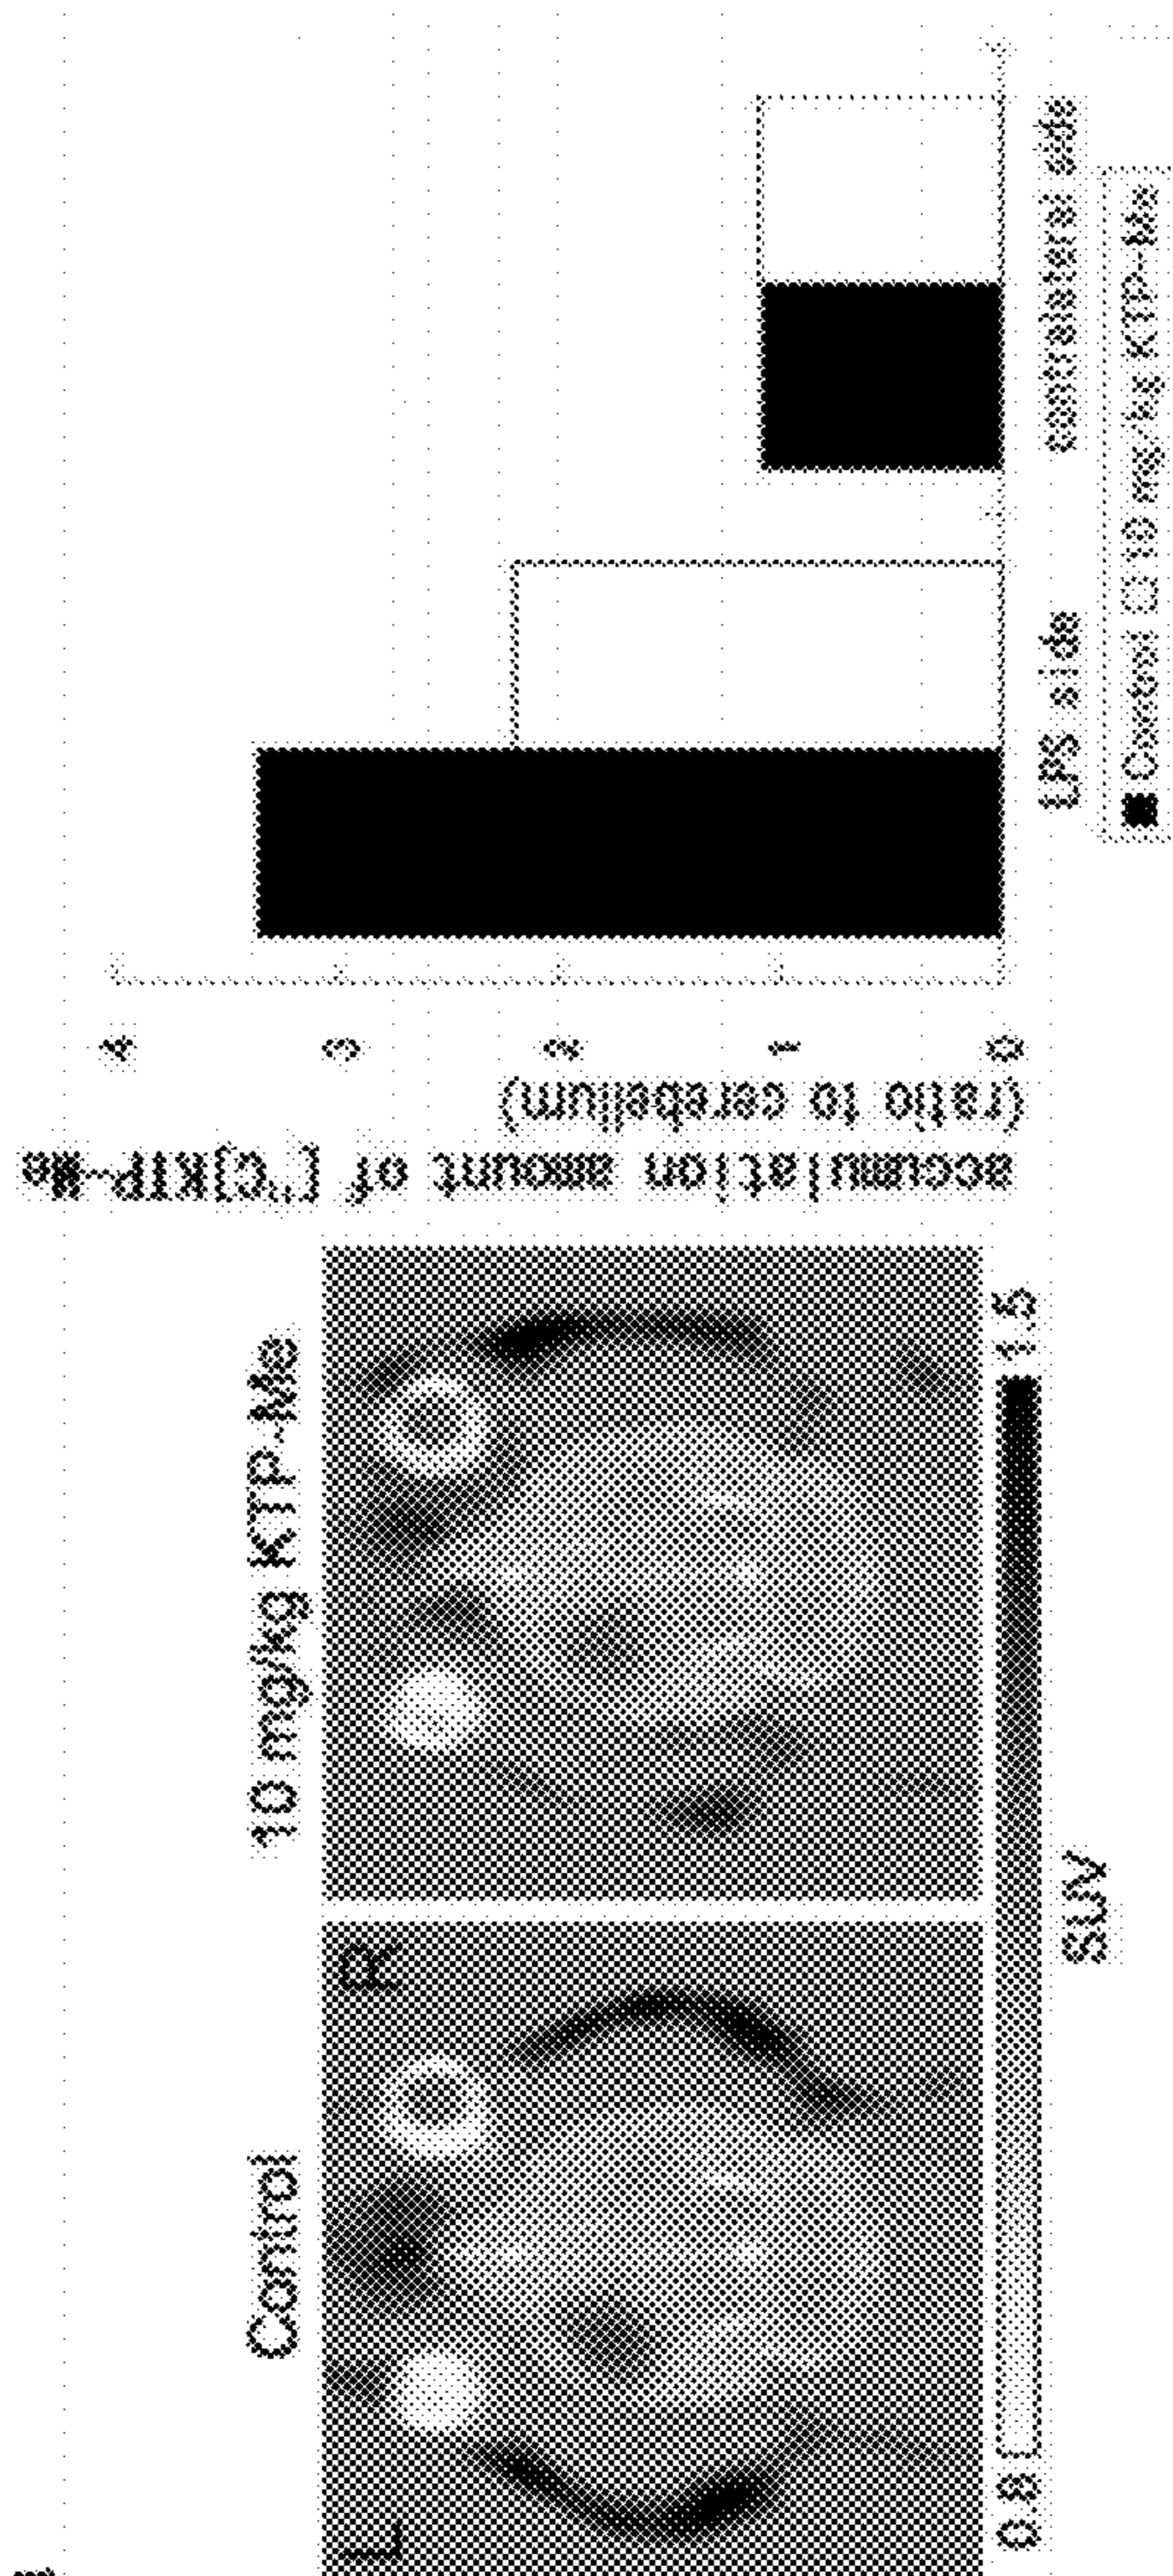 Control
10 mg/kg KTP-Me
L
R
0.8
1.5
SUV
accumulation amount of [¹¹C]KTP-Me
(ratio to cerebellum)
4
3
2
1
0
LPS side
contralateral side
Control 10 mg/kg KTP-Me